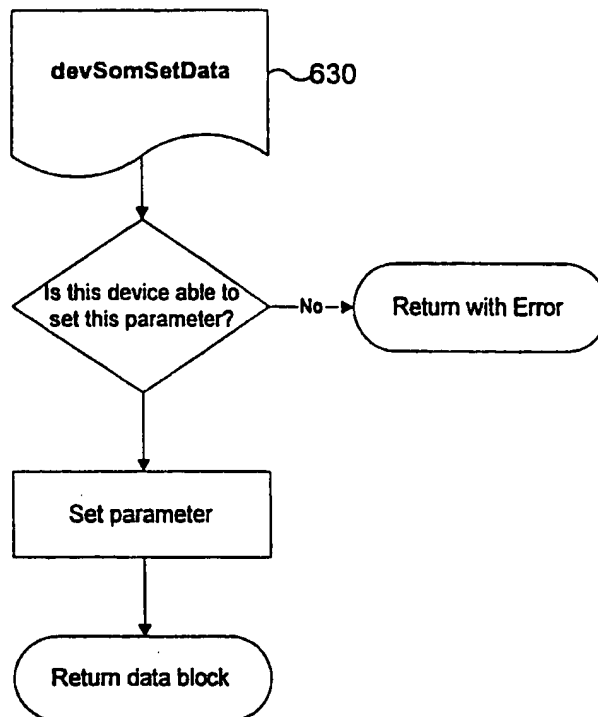 devSomSetData
630
Is this device able to
set this parameter?
No
Return with Error
Set parameter
Return data block